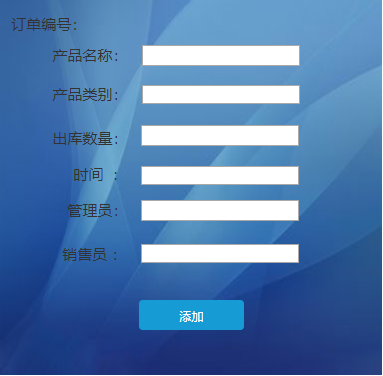 订单编号：
产品名称：
产品类别：
出库数量：
时间 ：
管理员：
销售员 ：
添加